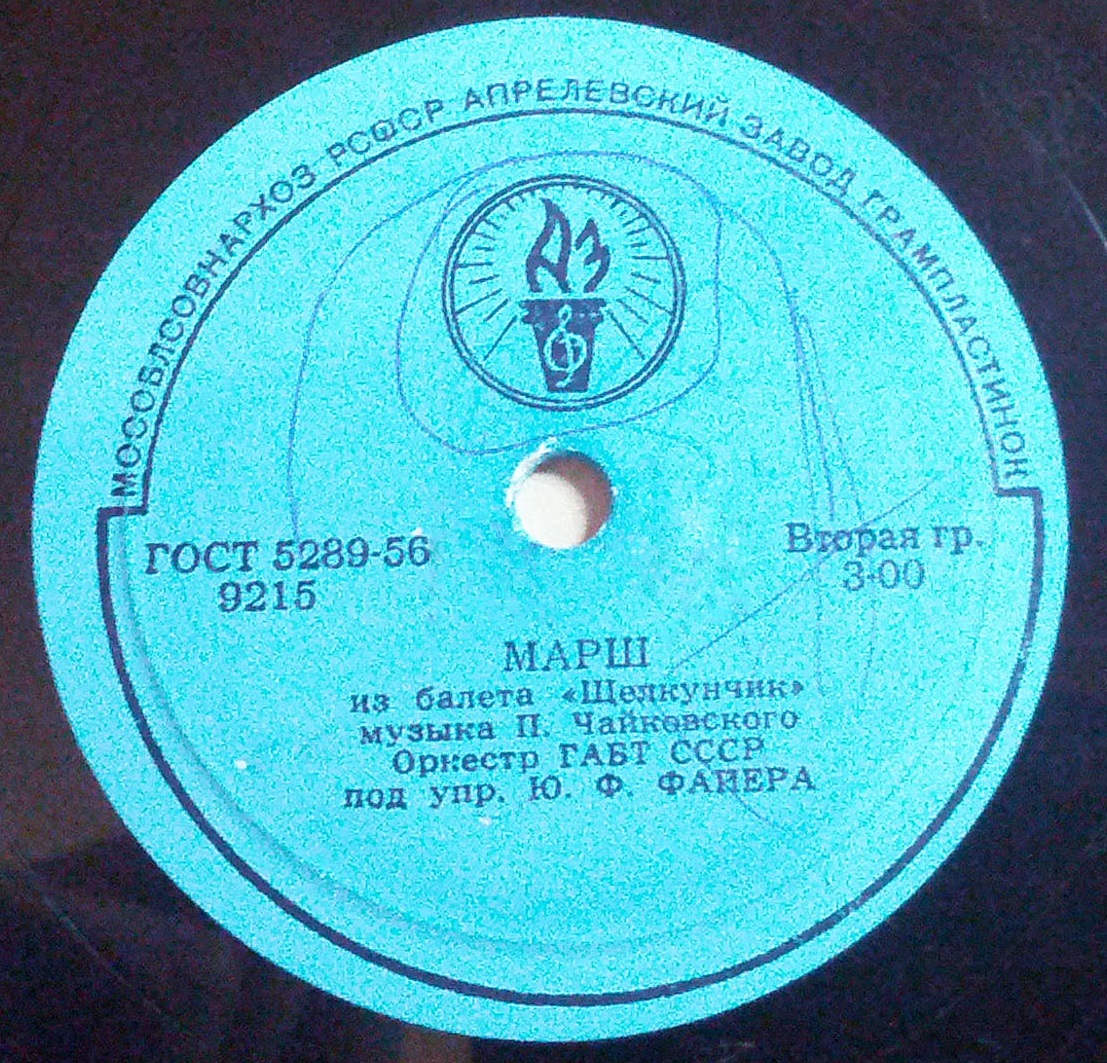 МОСОБЛСОВНАРХОЗ РСФСР АПРЕЛЕВСКИЙ ЗАВОД ГРАМПЛАСТИНОК
АЗ
ГОСТ 5289-56
9215
Вторая гр.
3-00
МАРШ
из балета «Щелкунчик»
музыка П. Чайковского
Оркестр ГАБТ СССР
под упр. Ю. Ф. ФАЙЕРА